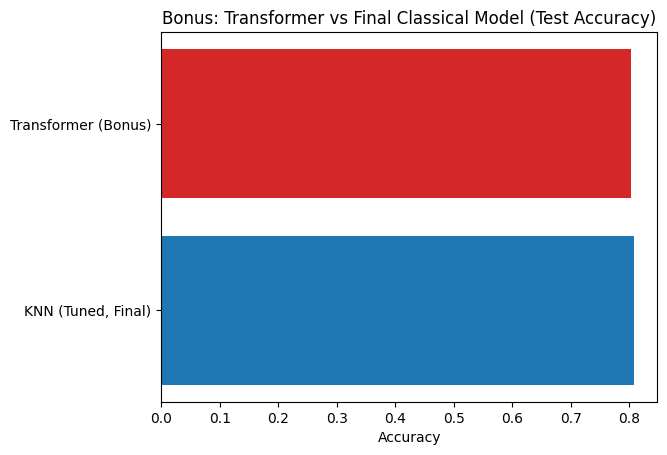 Bonus: Transformer vs Final Classical Model (Test Accuracy)
Transformer (Bonus)
KNN (Tuned, Final)
0.0 0.1 0.2 0.3 0.4 0.5 0.6 0.7 0.8
Accuracy